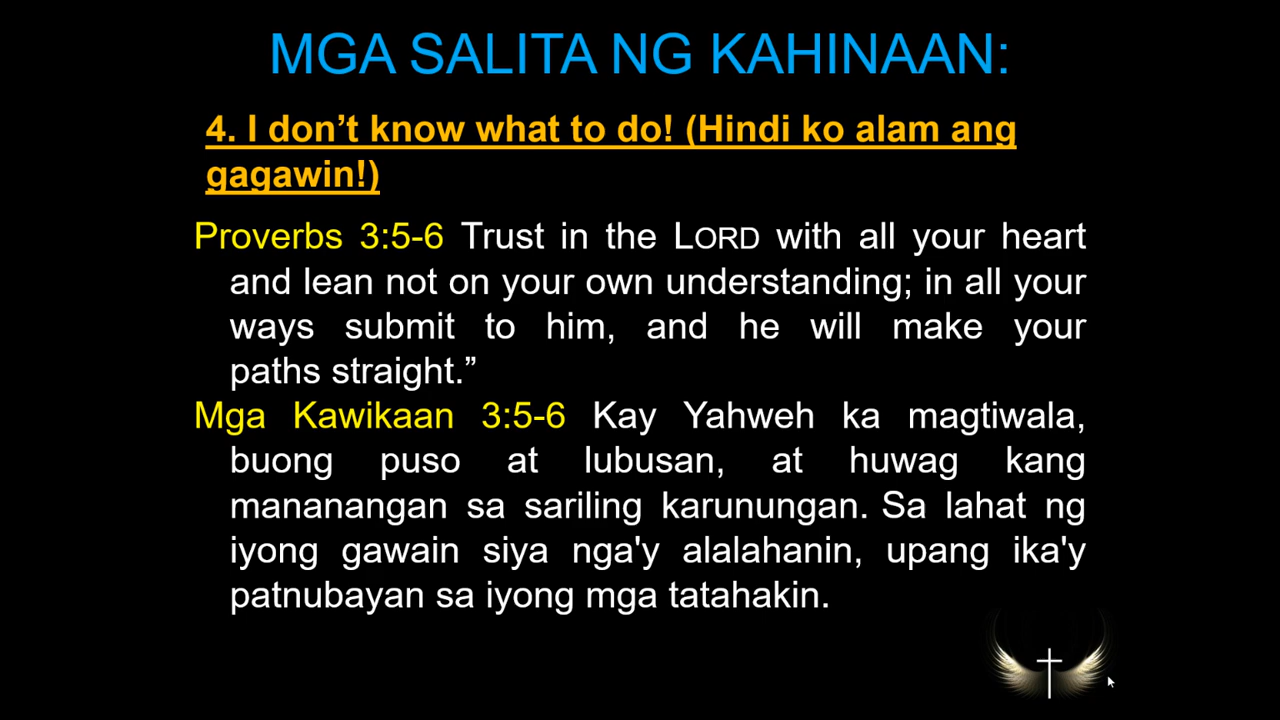 MGA SALITA NG KAHINAAN:
4. I don’t know what to do! (Hindi ko alam ang
gagawin!)
Proverbs 3:5-6 Trust in the LORD with all your heart
and lean not on your own understanding; in all your
ways submit to him, and he will make your
paths straight.”
Mga Kawikaan 3:5-6 Kay Yahweh ka magtiwala,
buong puso at lubusan, at huwag kang
mananangan sa sariling karunungan. Sa lahat ng
iyong gawain siya nga'y alalahanin, upang ika'y
patnubayan sa iyong mga tatahakin.